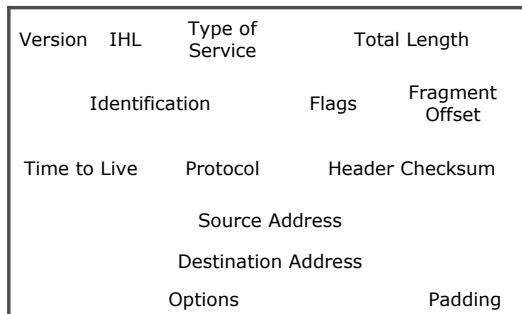 Version IHL Type of Service Total Length
Identification Flags Fragment Offset
Time to Live Protocol Header Checksum
Source Address
Destination Address
Options Padding